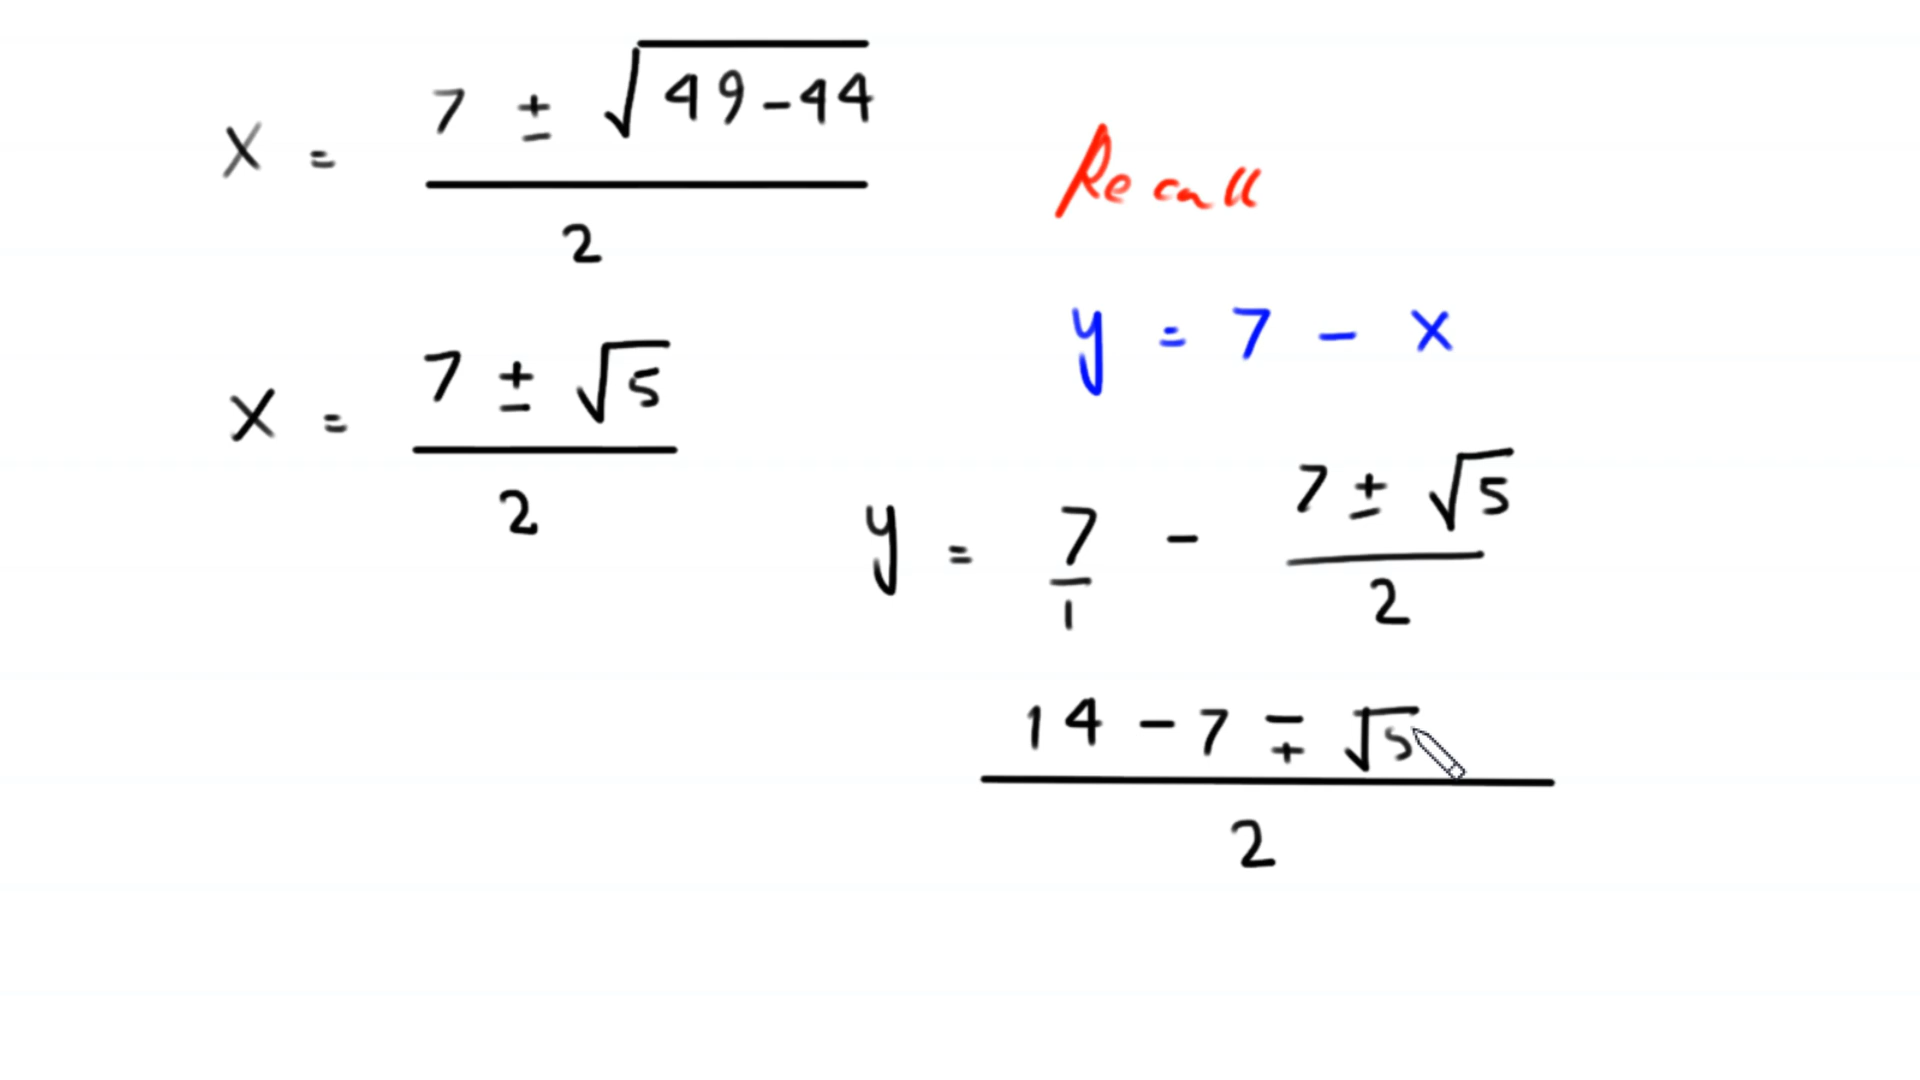 x = (7 ± √(49-44))/2
x = (7 ± √5)/2
Recall
y = 7 - x
y = 7/1 - (7 ± √5)/2
(14 - 7 ∓ √5)/2